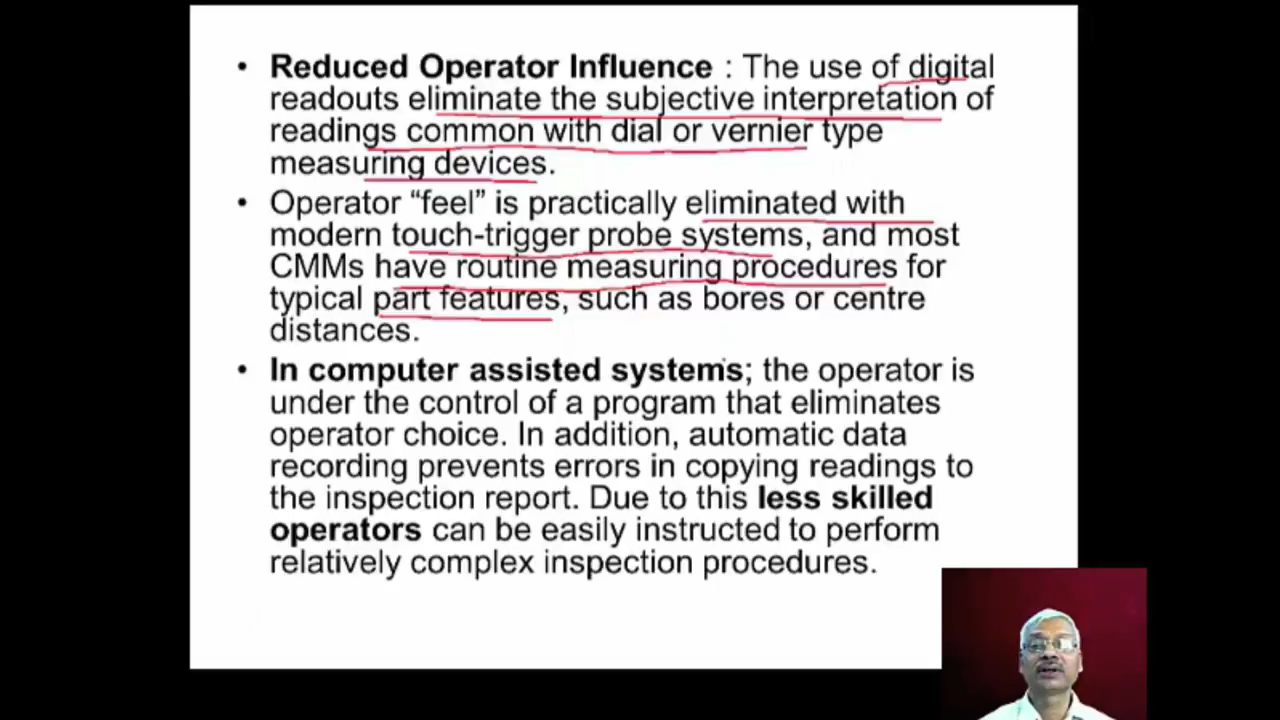 • Reduced Operator Influence : The use of digital
readouts eliminate the subjective interpretation of
readings common with dial or vernier type
measuring devices.
• Operator “feel” is practically eliminated with
modern touch-trigger probe systems, and most
CMMs have routine measuring procedures for
typical part features, such as bores or centre
distances.
• In computer assisted systems; the operator is
under the control of a program that eliminates
operator choice. In addition, automatic data
recording prevents errors in copying readings to
the inspection report. Due to this less skilled
operators can be easily instructed to perform
relatively complex inspection procedures.